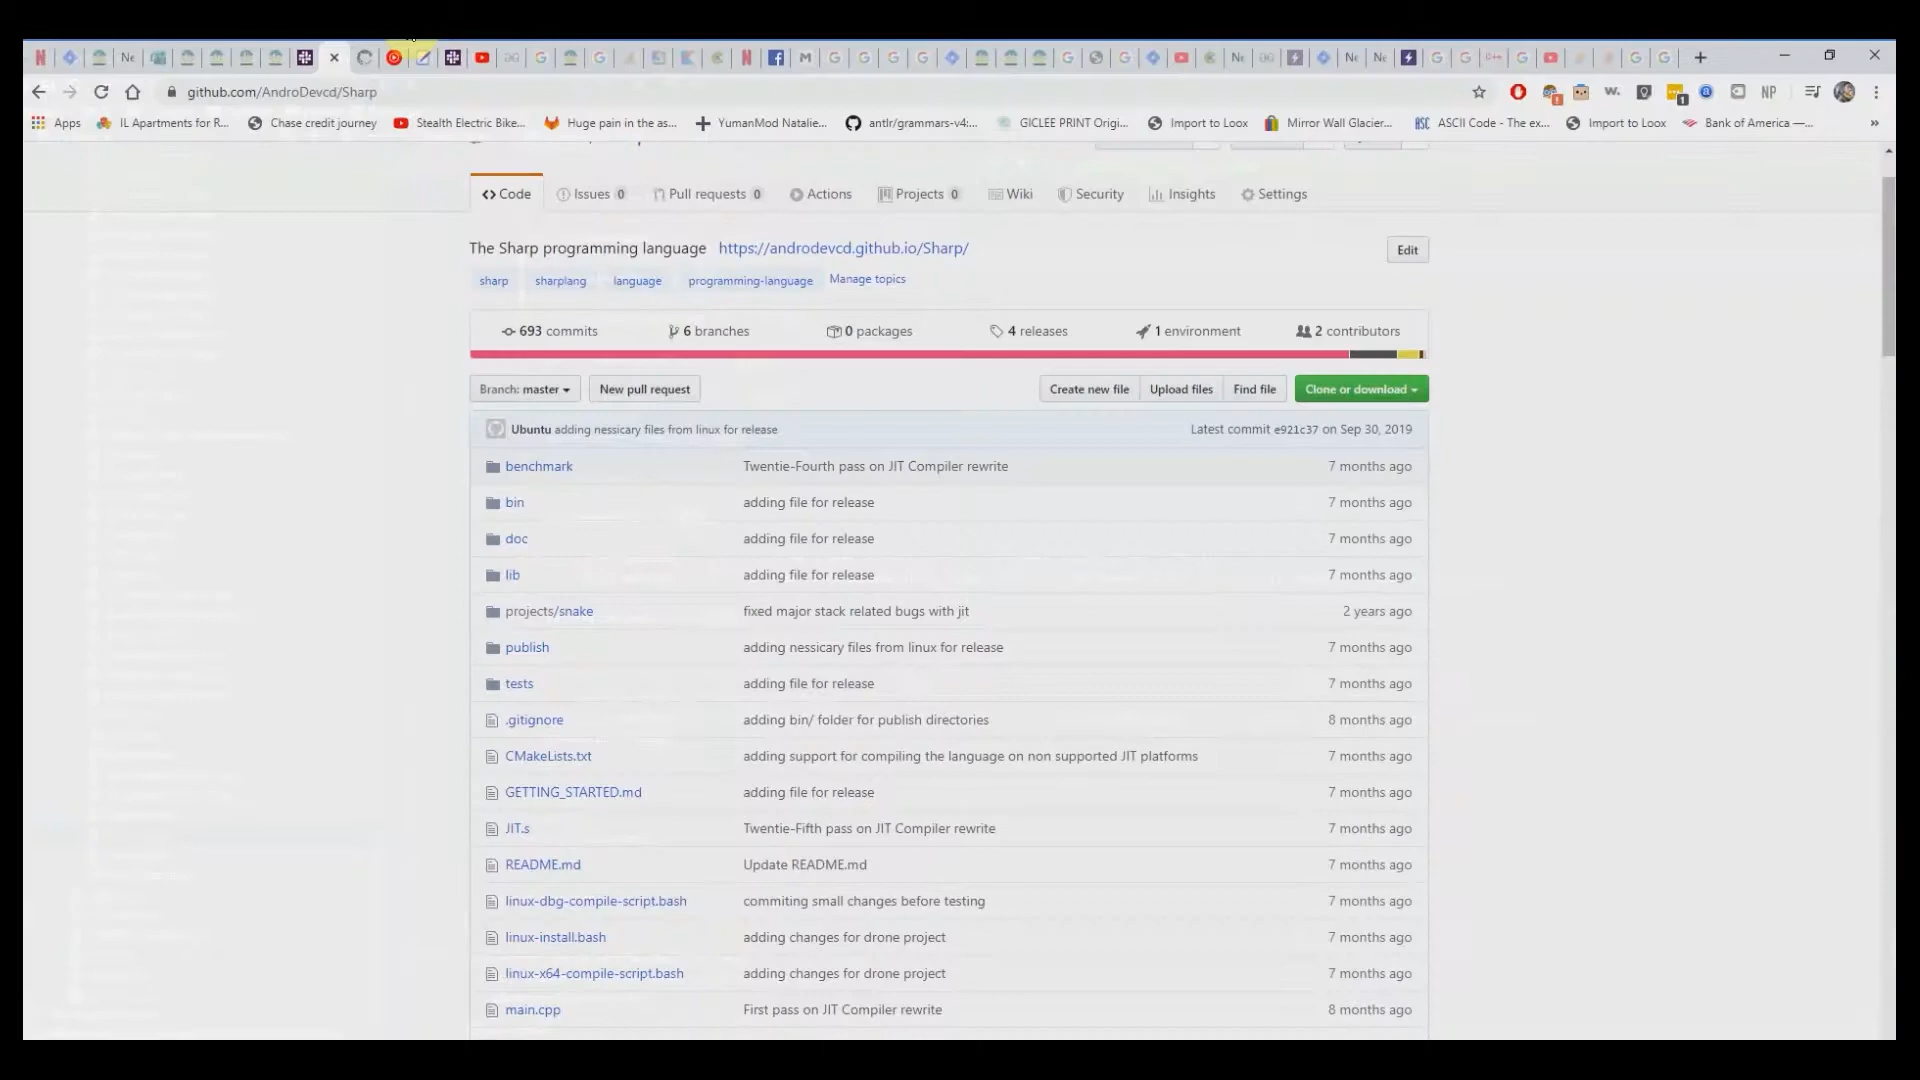 github.com/AndroDevcd/Sharp
Apps IL Apartments for R... Chase credit journey Stealth Electric Bike... Huge pain in the as... YumanMod Natalie... antlr/grammars-v4:... GICLEE PRINT Origi... Import to Loox Mirror Wall Glacier... ASCII Code - The ex... Import to Loox Bank of America —... »
Code Issues 0 Pull requests 0 Actions Projects 0 Wiki Security Insights Settings
The Sharp programming language https://androdevcd.github.io/Sharp/ Edit
sharp sharplang language programming-language Manage topics
693 commits 6 branches 0 packages 4 releases 1 environment 2 contributors
Branch: master New pull request Create new file Upload files Find file Clone or download
Ubuntu adding nessicary files from linux for release Latest commit e921c37 on Sep 30, 2019
benchmark Twentie-Fourth pass on JIT Compiler rewrite 7 months ago
bin adding file for release 7 months ago
doc adding file for release 7 months ago
lib adding file for release 7 months ago
projects/snake fixed major stack related bugs with jit 2 years ago
publish adding nessicary files from linux for release 7 months ago
tests adding file for release 7 months ago
.gitignore adding bin/ folder for publish directories 8 months ago
CMakeLists.txt adding support for compiling the language on non supported JIT platforms 7 months ago
GETTING_STARTED.md adding file for release 7 months ago
JIT.s Twentie-Fifth pass on JIT Compiler rewrite 7 months ago
README.md Update README.md 7 months ago
linux-dbg-compile-script.bash commiting small changes before testing 7 months ago
linux-install.bash adding changes for drone project 7 months ago
linux-x64-compile-script.bash adding changes for drone project 7 months ago
main.cpp First pass on JIT Compiler rewrite 8 months ago